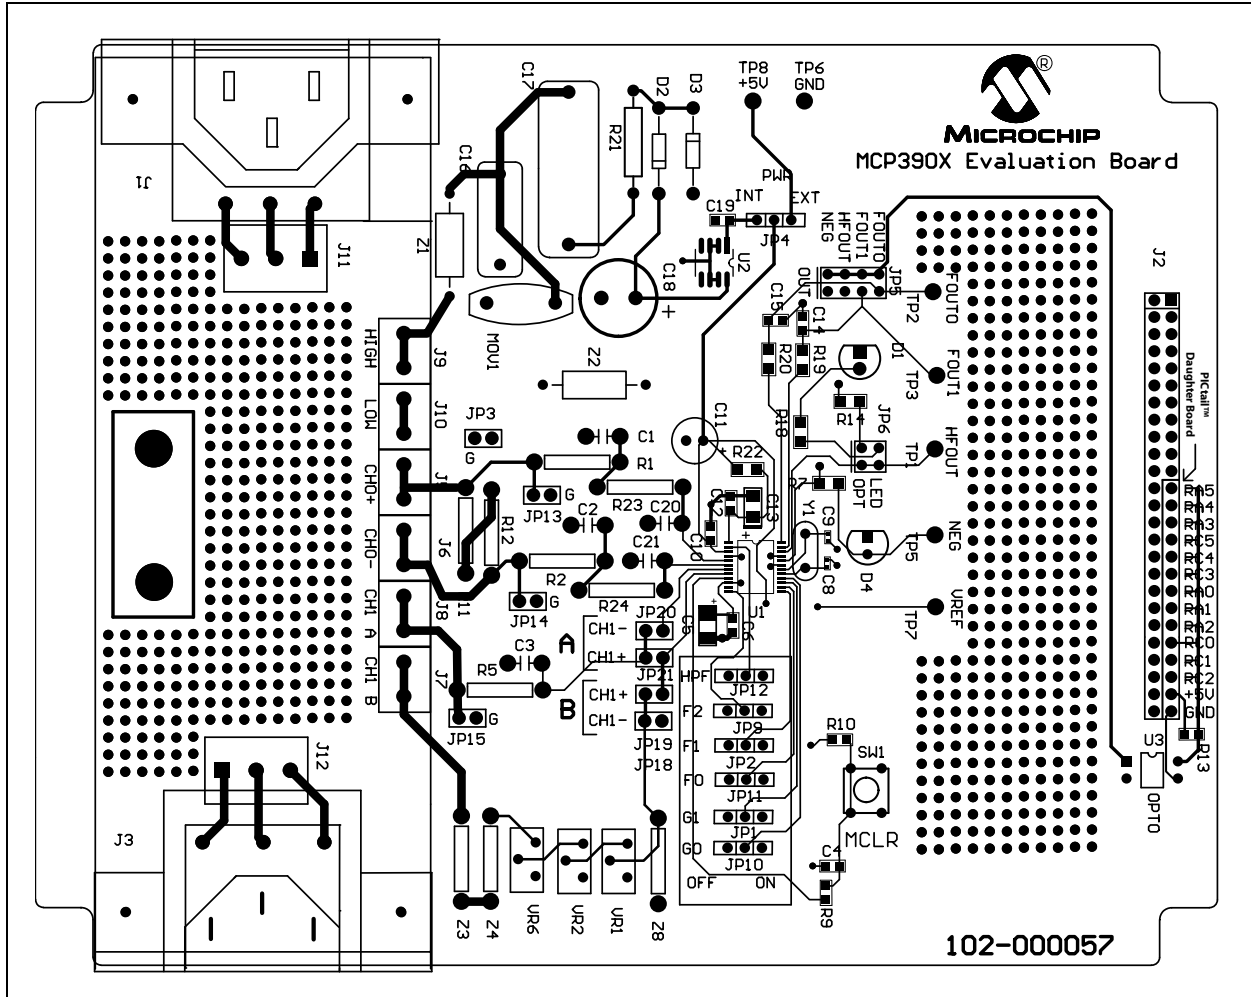 C17
D2
D3
TP8
+5V
TP6
GND
®
MICROCHIP
MCP390X Evaluation Board
R21
C16
J1
PWR
INT
EXT
C19
JP4
FOUT0
FOUT1
HFOUT
NEG
J11
Z1
U2
C18
+
OUT
JP5
J2
FOUT0
TP2
C15
C14
MOV1
HIGH
J9
Z2
R20
R19
D1
FOUT1
TP3
PICtail™
Daughter Board
LOW
J10
JP3
G
C1
C11
+
R18
R14
JP6
HFOUT
TP1
R1
R22
CH0+
J5
JP13
G
R23
C20
C12
C13
R7
LED
OPT
RA5
RA4
RA3
RC5
RC4
RC3
RA0
RA1
RA2
RC0
RC1
RC2
+5V
GND
C2
R12
Y1
C9
NEG
TP5
CH0-
J6
C21
C10
+
R2
C8
D4
R24
11
JP14
G
VREF
TP7
J8
CH1
A
JP20
CH1-
C5
+
C6
U1
A
C3
CH1+
JP21
R5
J7
CH1
B
HPF
JP12
CH1+
B
CH1-
JP19
JP18
JP15
G
F2
JP9
F1
JP2
F0
JP11
G1
JP1
G0
JP10
OFF
ON
R10
SW1
MCLR
U3
R13
OPTO
J12
J3
C4
R9
Z3
Z4
VR6
VR2
VR1
Z8
102-000057